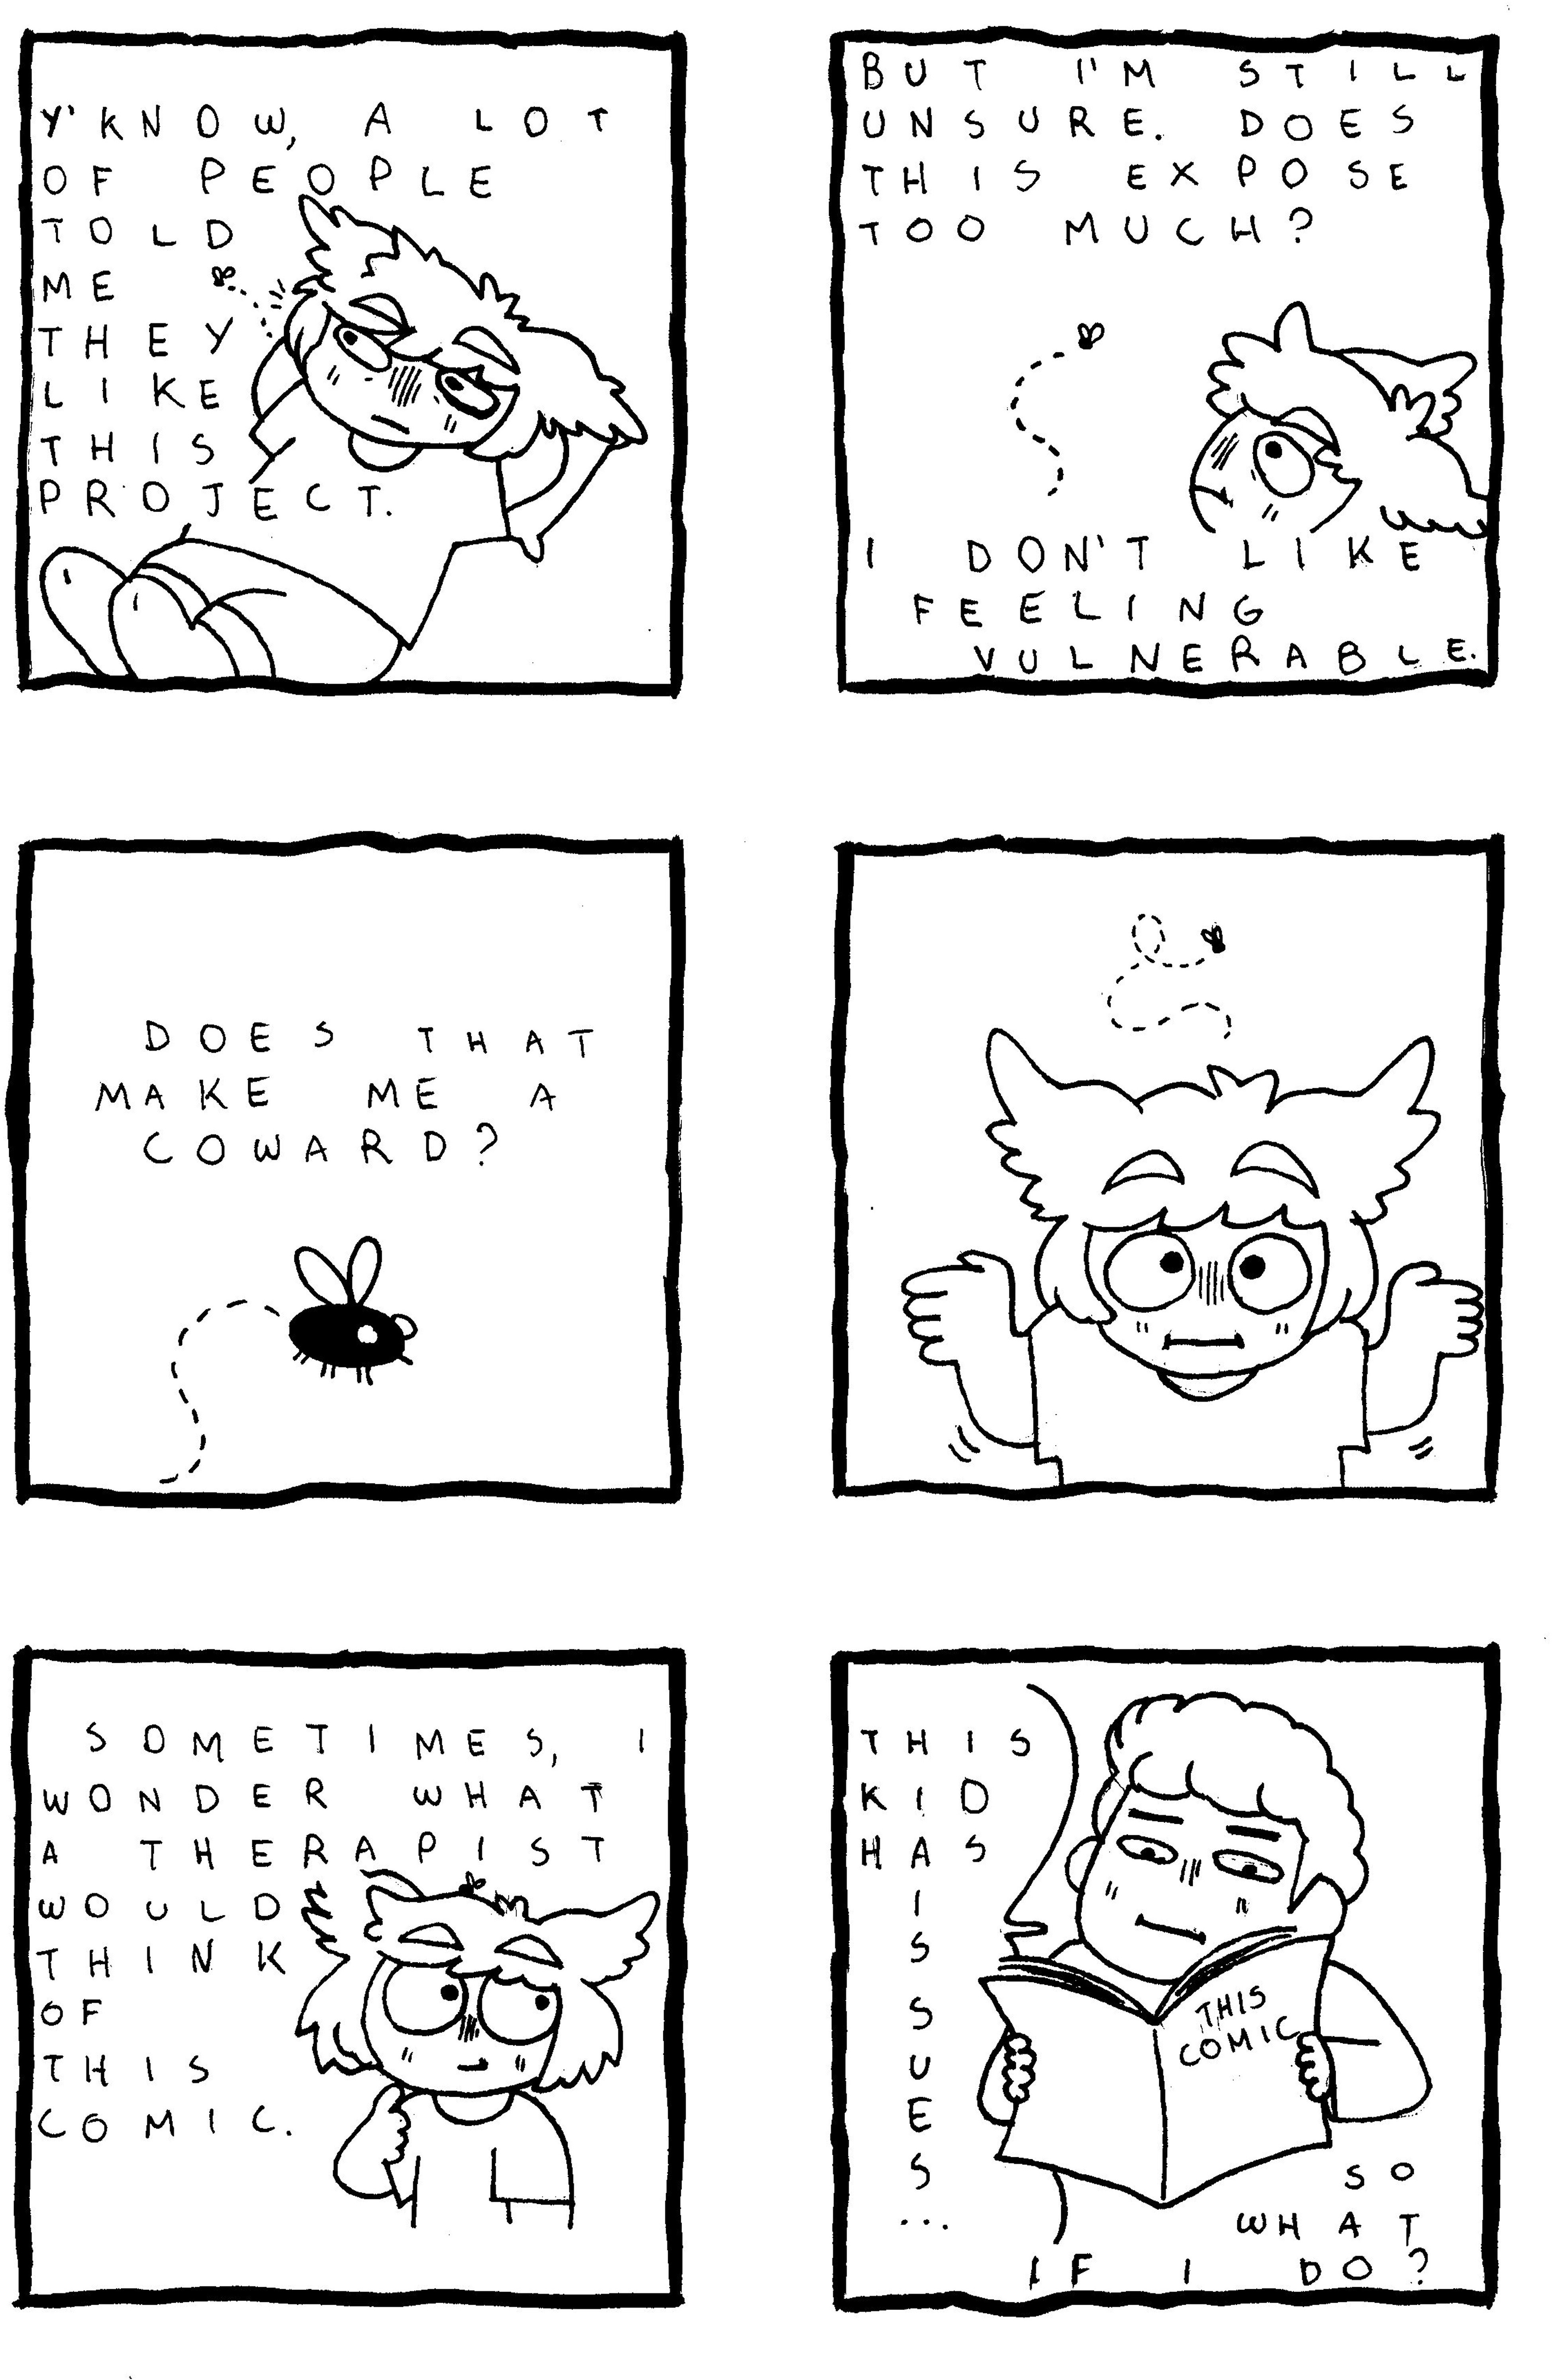 Y'KNOW, A LOT
OF PEOPLE
TOLD
ME
THEY
LIKE
THIS
PROJECT.
BUT I'M STILL
UNSURE. DOES
THIS EXPOSE
TOO MUCH?
I DON'T LIKE
FEELING
VULNERABLE.
DOES THAT
MAKE ME A
COWARD?
SOMETIMES, I
WONDER WHAT
A THERAPIST
WOULD
THINK
OF
THIS
COMIC.
THIS
KID
HAS
I
S
S
U
E
S
...
THIS
COMIC
SO
WHAT
IF I DO?